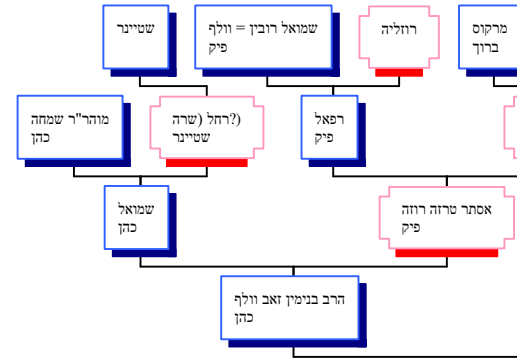 שטיינר
שמואל רובין = וולף
פיק
רוזליה
מרקוס
ברוך
מוהר"ר שמחה
כהן
(?רחל (שרה
שטיינר
רפאל
פיק
שמואל
כהן
אסתר טרזה רוזה
פיק
הרב בנימין זאב וולף
כהן